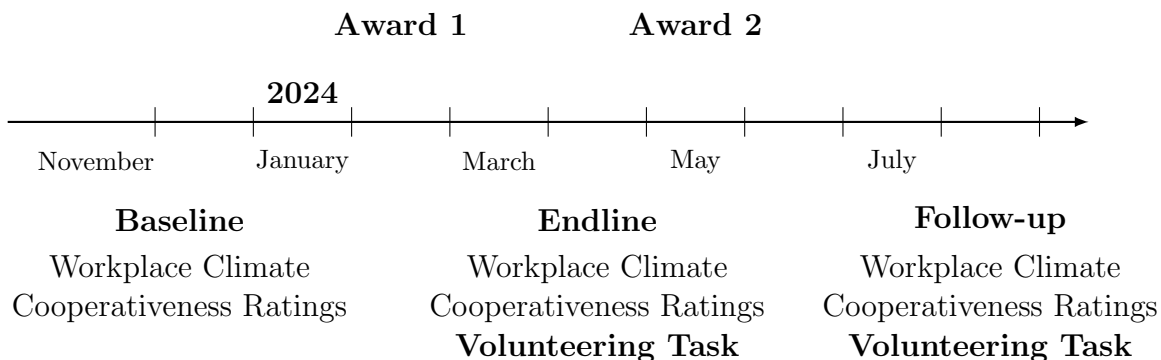 Award 1 Award 2
2024
November January March May July
Baseline Endline Follow-up
Workplace Climate Workplace Climate Workplace Climate
Cooperativeness Ratings Cooperativeness Ratings Cooperativeness Ratings
Volunteering Task Volunteering Task